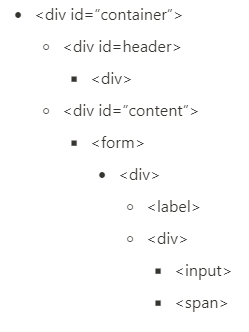 <div id="container">
<div id=header>
<div>
<div id="content">
<form>
<div>
<label>
<div>
<input>
<span>